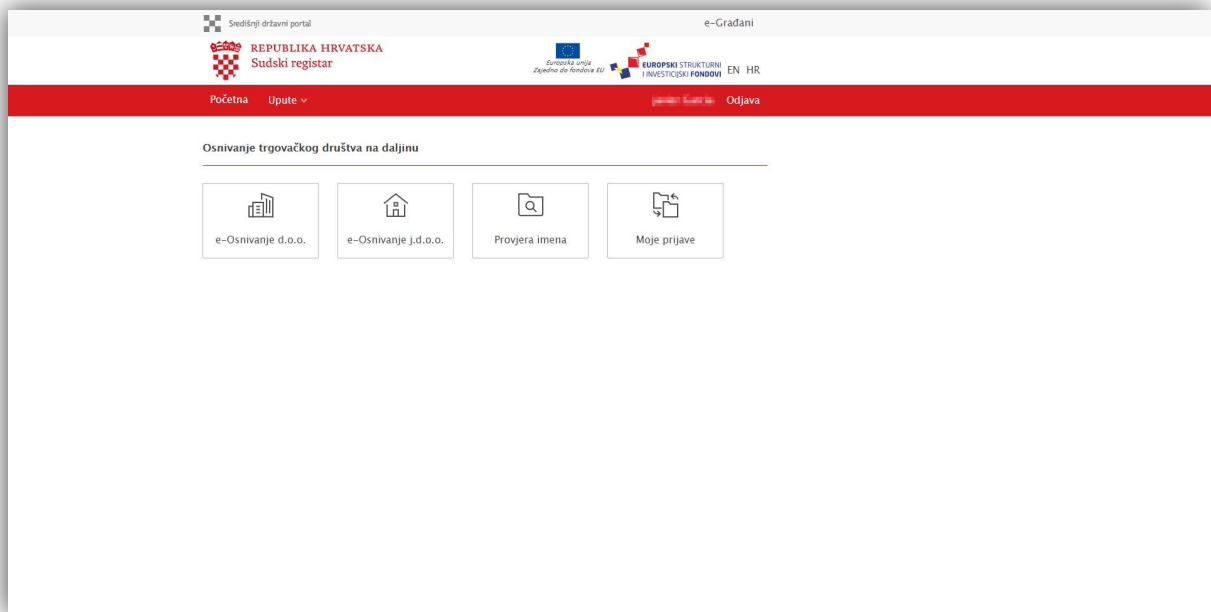 Središnji državni portal
e-Građani
REPUBLIKA HRVATSKA
Sudski registar
Europska unija
Zajedno do fondova EU
EUROPSKI STRUKTURNI
I INVESTICIJSKI FONDOVI
EN HR
Početna Upute
Odjava
Osnivanje trgovačkog društva na daljinu
e-Osnivanje d.o.o.
e-Osnivanje j.d.o.o.
Provjera imena
Moje prijave